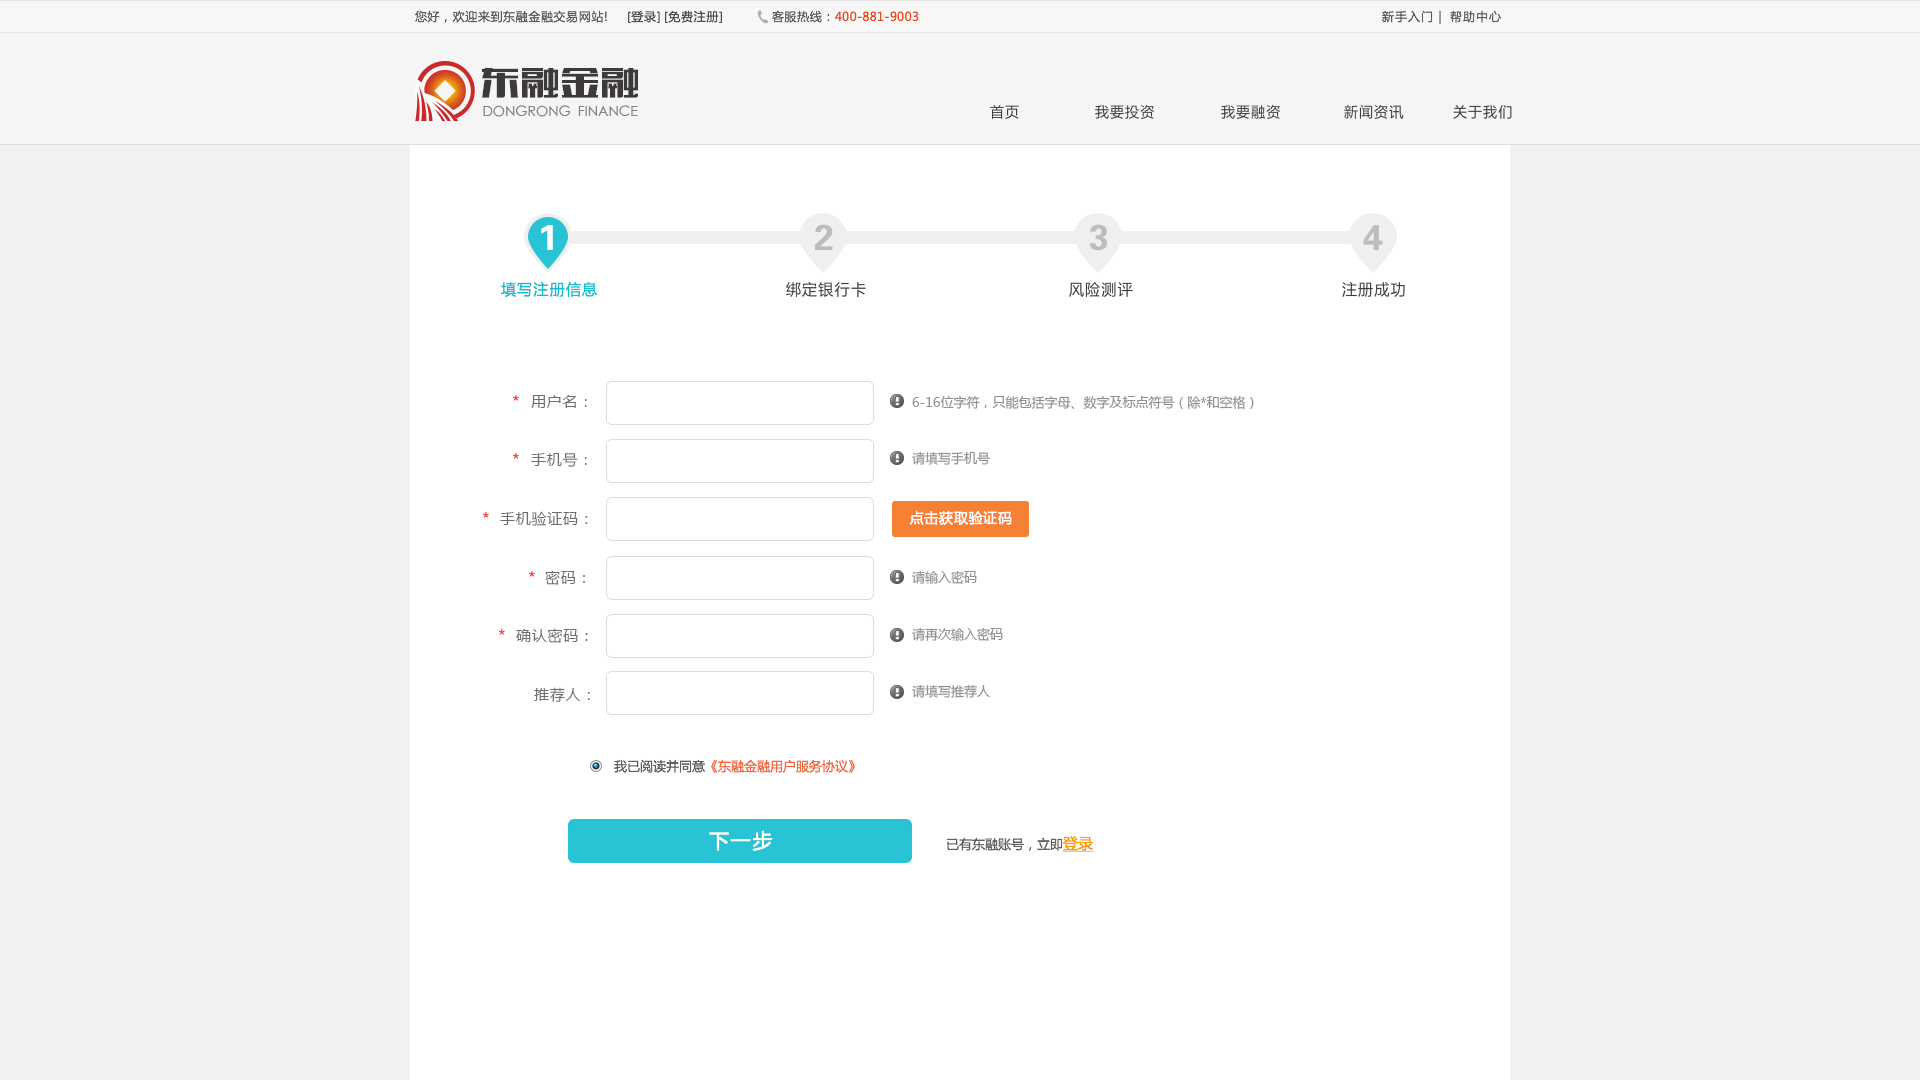 您好，欢迎来到东融金融交易网站! [登录] [免费注册] 客服热线：400-881-9003 新手入门 | 帮助中心
东融金融
DONGRONG FINANCE
首页 我要投资 我要融资 新闻资讯 关于我们
1 2 3 4
填写注册信息 绑定银行卡 风险测评 注册成功
* 用户名： 6-16位字符，只能包括字母、数字及标点符号（除*和空格）
* 手机号： 请填写手机号
* 手机验证码： 点击获取验证码
* 密码： 请输入密码
* 确认密码： 请再次输入密码
推荐人： 请填写推荐人
我已阅读并同意《东融金融用户服务协议》
下一步 已有东融账号，立即登录